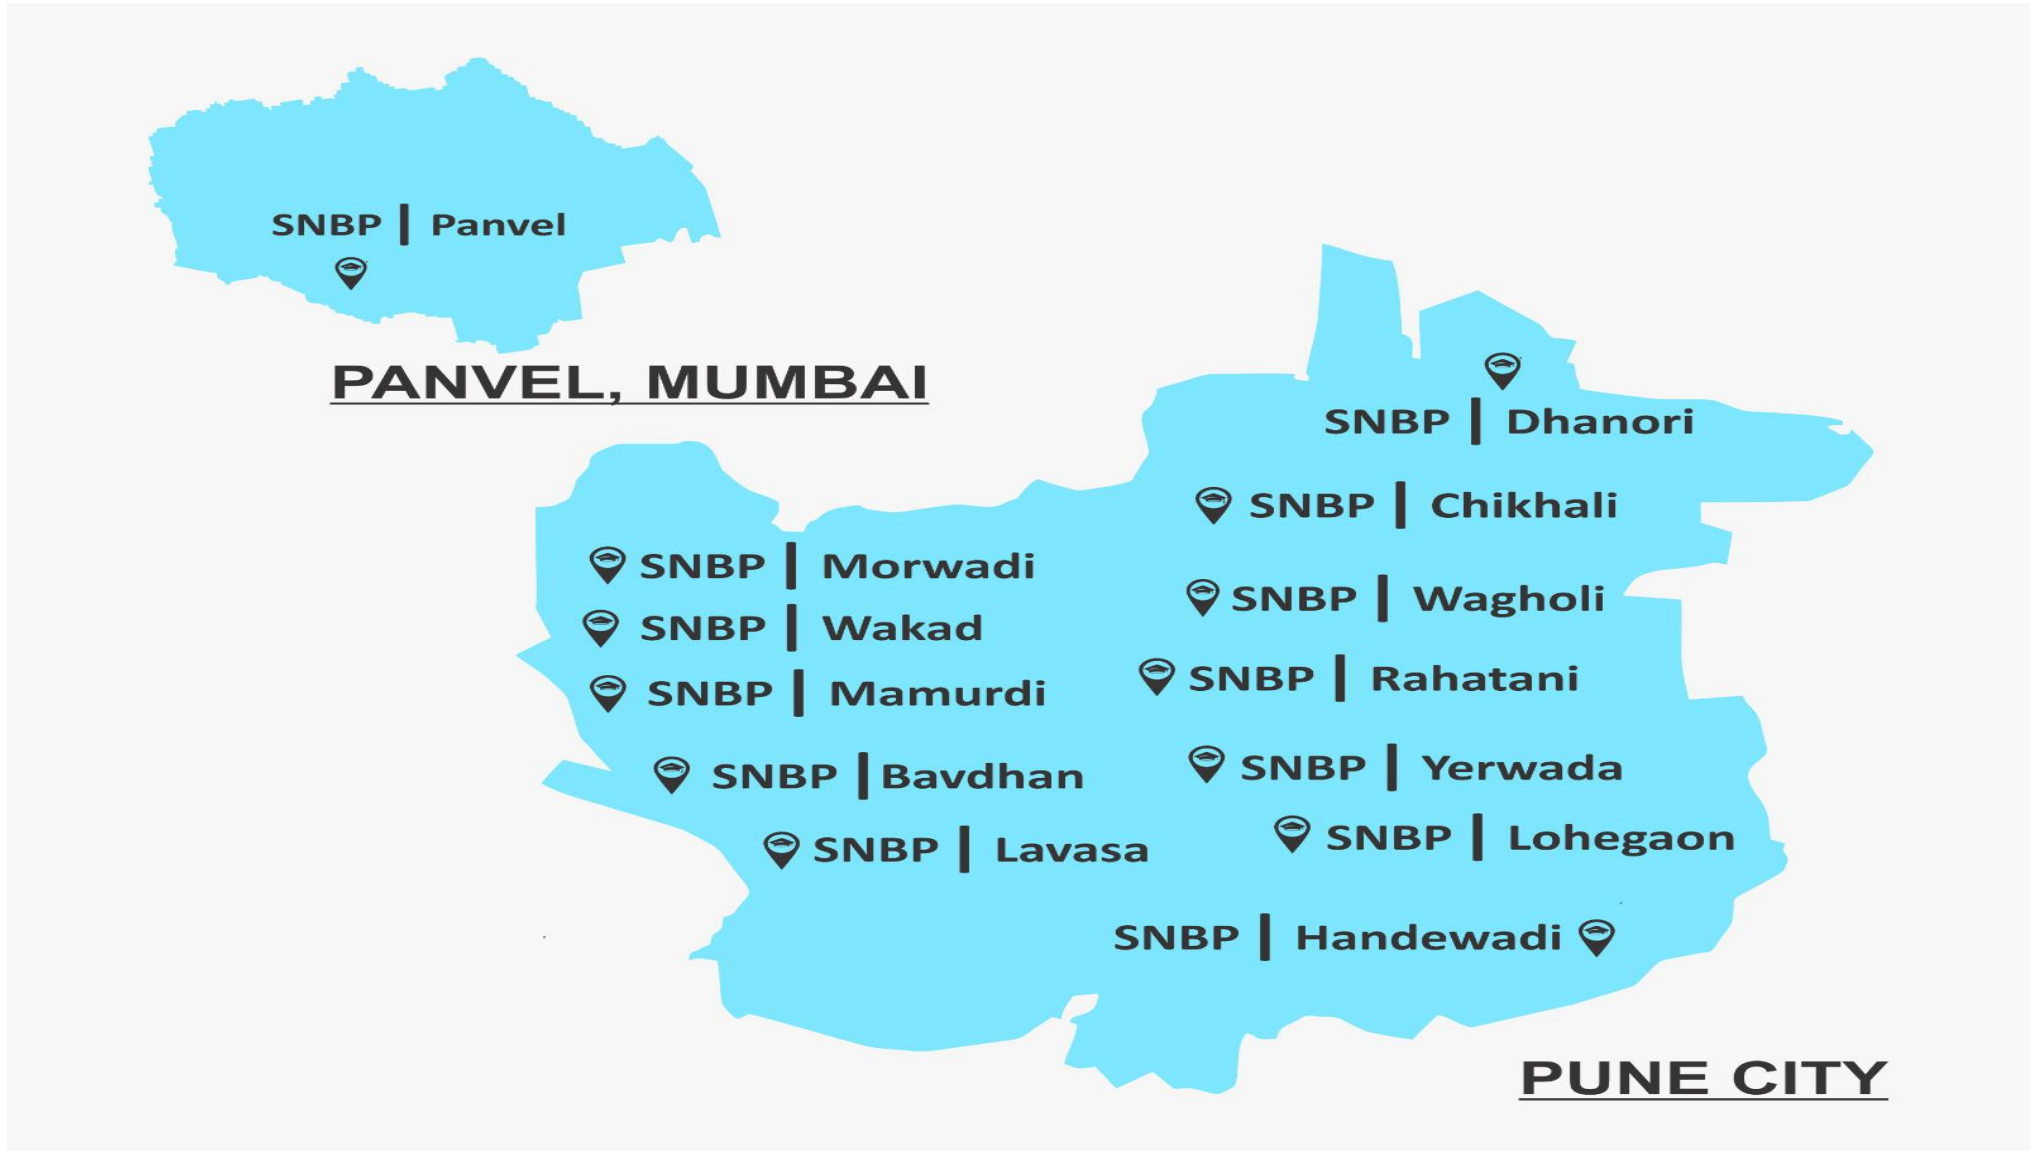 SNBP | Panvel
PANVEL, MUMBAI
SNBP | Dhanori
SNBP | Chikhali
SNBP | Morwadi
SNBP | Wagholi
SNBP | Wakad
SNBP | Rahatani
SNBP | Mamurdi
SNBP | Yerwada
SNBP | Bavdhan
SNBP | Lohegaon
SNBP | Lavasa
SNBP | Handewadi
PUNE CITY